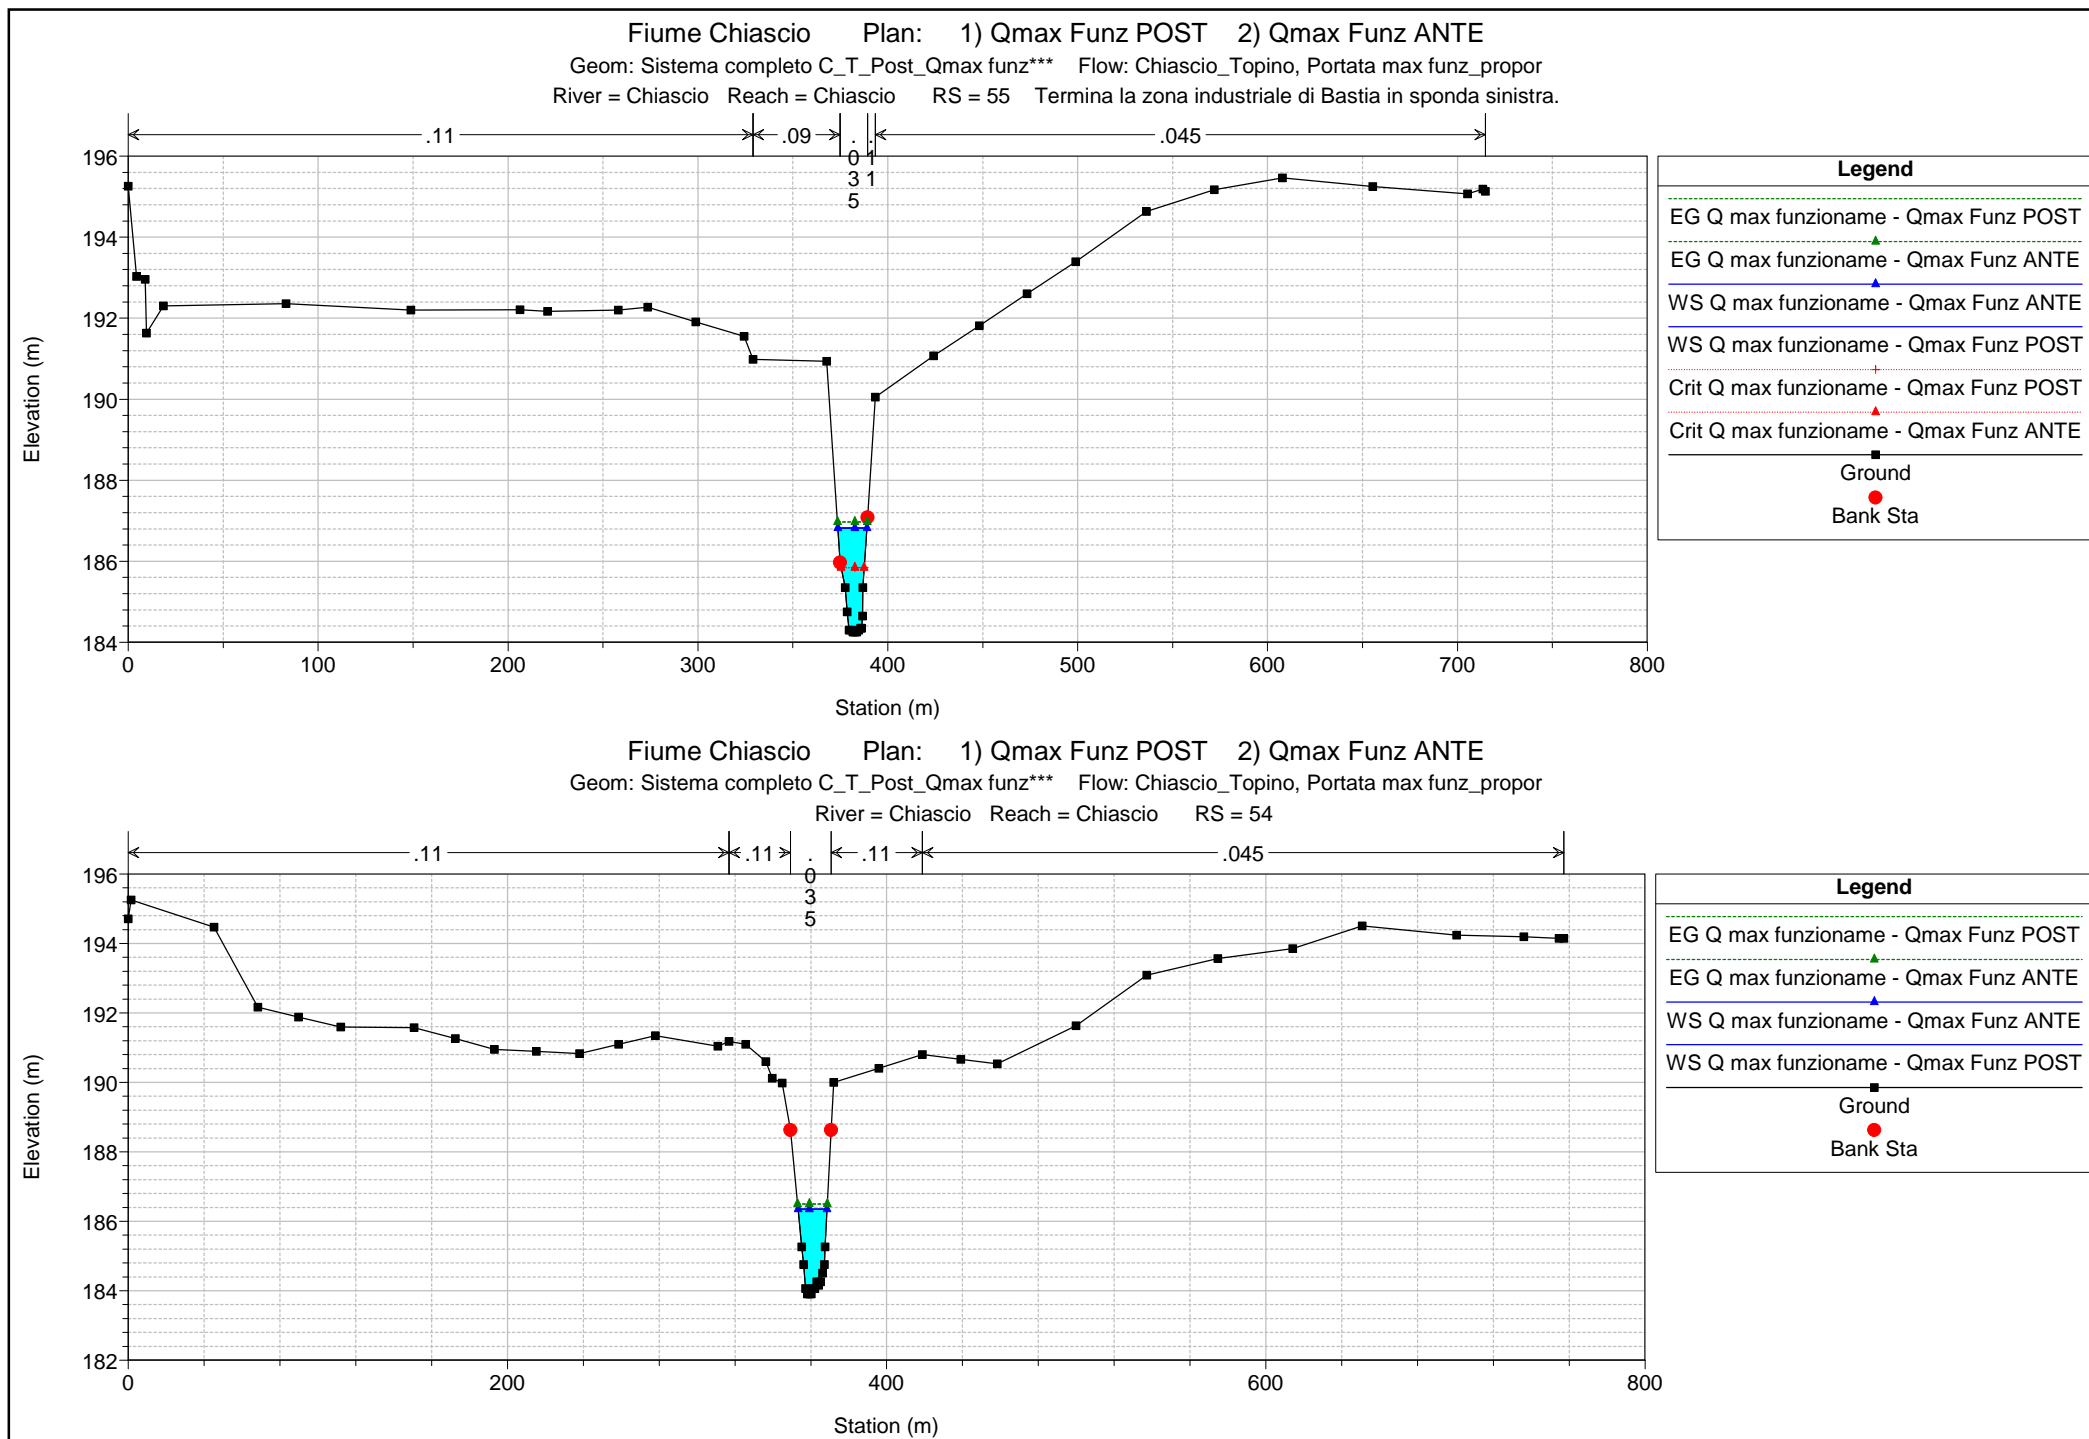 Fiume Chiascio Plan: 1) Qmax Funz POST 2) Qmax Funz ANTE
Geom: Sistema completo C_T_Post_Qmax funz*** Flow: Chiascio_Topino, Portata max funz_propor
River = Chiascio Reach = Chiascio RS = 55 Termina la zona industriale di Bastia in sponda sinistra.
.11 .09 .035 .11 .045
196
194
192
190
188
186
184
Elevation (m)
0 100 200 300 400 500 600 700 800
Station (m)
Legend
EG Q max funzioname - Qmax Funz POST
EG Q max funzioname - Qmax Funz ANTE
WS Q max funzioname - Qmax Funz ANTE
WS Q max funzioname - Qmax Funz POST
Crit Q max funzioname - Qmax Funz POST
Crit Q max funzioname - Qmax Funz ANTE
Ground
Bank Sta
Fiume Chiascio Plan: 1) Qmax Funz POST 2) Qmax Funz ANTE
Geom: Sistema completo C_T_Post_Qmax funz*** Flow: Chiascio_Topino, Portata max funz_propor
River = Chiascio Reach = Chiascio RS = 54
.11 .11 .035 .11 .045
196
194
192
190
188
186
184
182
Elevation (m)
0 200 400 600 800
Station (m)
Legend
EG Q max funzioname - Qmax Funz POST
EG Q max funzioname - Qmax Funz ANTE
WS Q max funzioname - Qmax Funz ANTE
WS Q max funzioname - Qmax Funz POST
Ground
Bank Sta